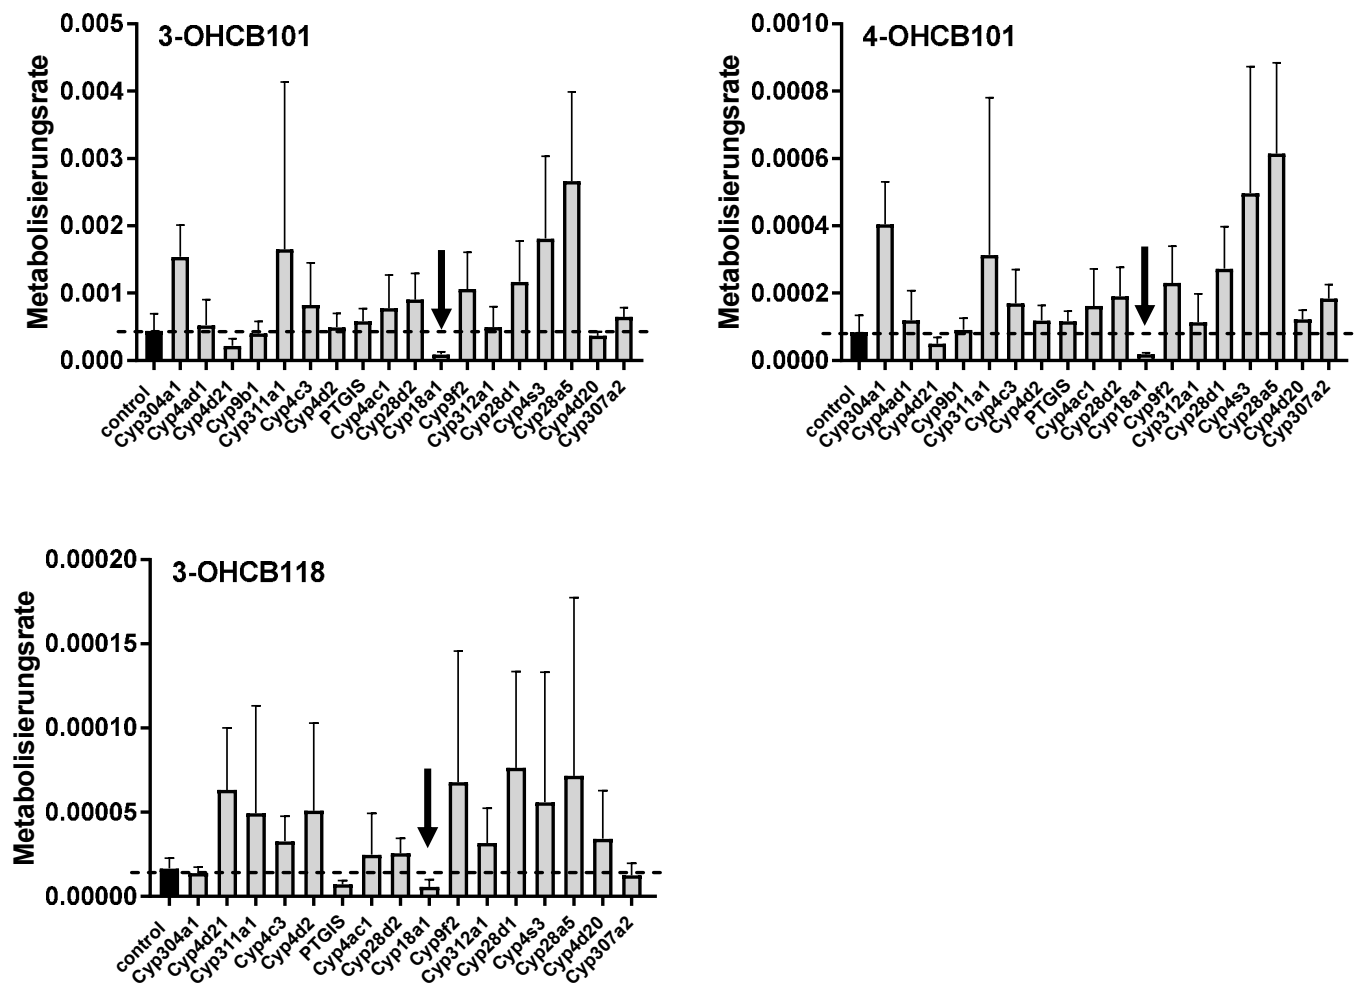 3-OHCB101
Metabolisierungsrate
0.005
0.004
0.003
0.002
0.001
0.000
control
Cyp304a1
Cyp4ad1
Cyp4d21
Cyp9b1
Cyp311a1
Cyp4c3
Cyp4d2
PTGIS
Cyp4ac1
Cyp28d2
Cyp18a1
Cyp9f2
Cyp312a1
Cyp28d1
Cyp4s3
Cyp28a5
Cyp4d20
Cyp307a2
4-OHCB101
Metabolisierungsrate
0.0010
0.0008
0.0006
0.0004
0.0002
0.0000
control
Cyp304a1
Cyp4ad1
Cyp4d21
Cyp9b1
Cyp311a1
Cyp4c3
Cyp4d2
PTGIS
Cyp4ac1
Cyp28d2
Cyp18a1
Cyp9f2
Cyp312a1
Cyp28d1
Cyp4s3
Cyp28a5
Cyp4d20
Cyp307a2
3-OHCB118
Metabolisierungsrate
0.00020
0.00015
0.00010
0.00005
0.00000
control
Cyp304a1
Cyp4d21
Cyp311a1
Cyp4c3
Cyp4d2
PTGIS
Cyp4ac1
Cyp28d2
Cyp18a1
Cyp9f2
Cyp312a1
Cyp28d1
Cyp4s3
Cyp28a5
Cyp4d20
Cyp307a2